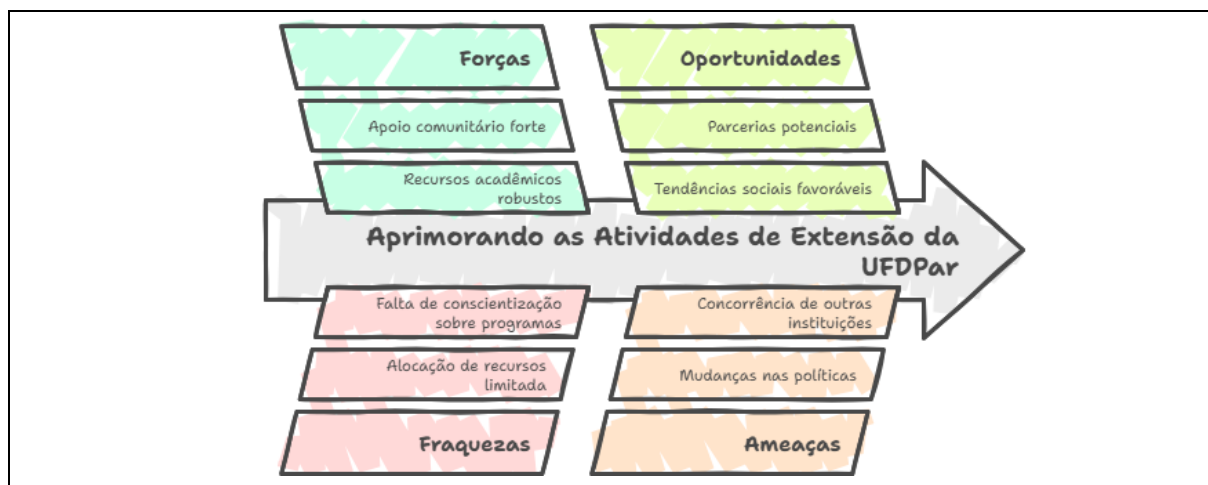 Forças
Apoio comunitário forte
Recursos acadêmicos
robustos
Oportunidades
Parcerias potenciais
Tendências sociais favoráveis
Aprimorando as Atividades de Extensão da
UFDPar
Falta de conscientização
sobre programas
Alocação de recursos
limitada
Fraquezas
Concorrência de outras
instituições
Mudanças nas políticas
Ameaças